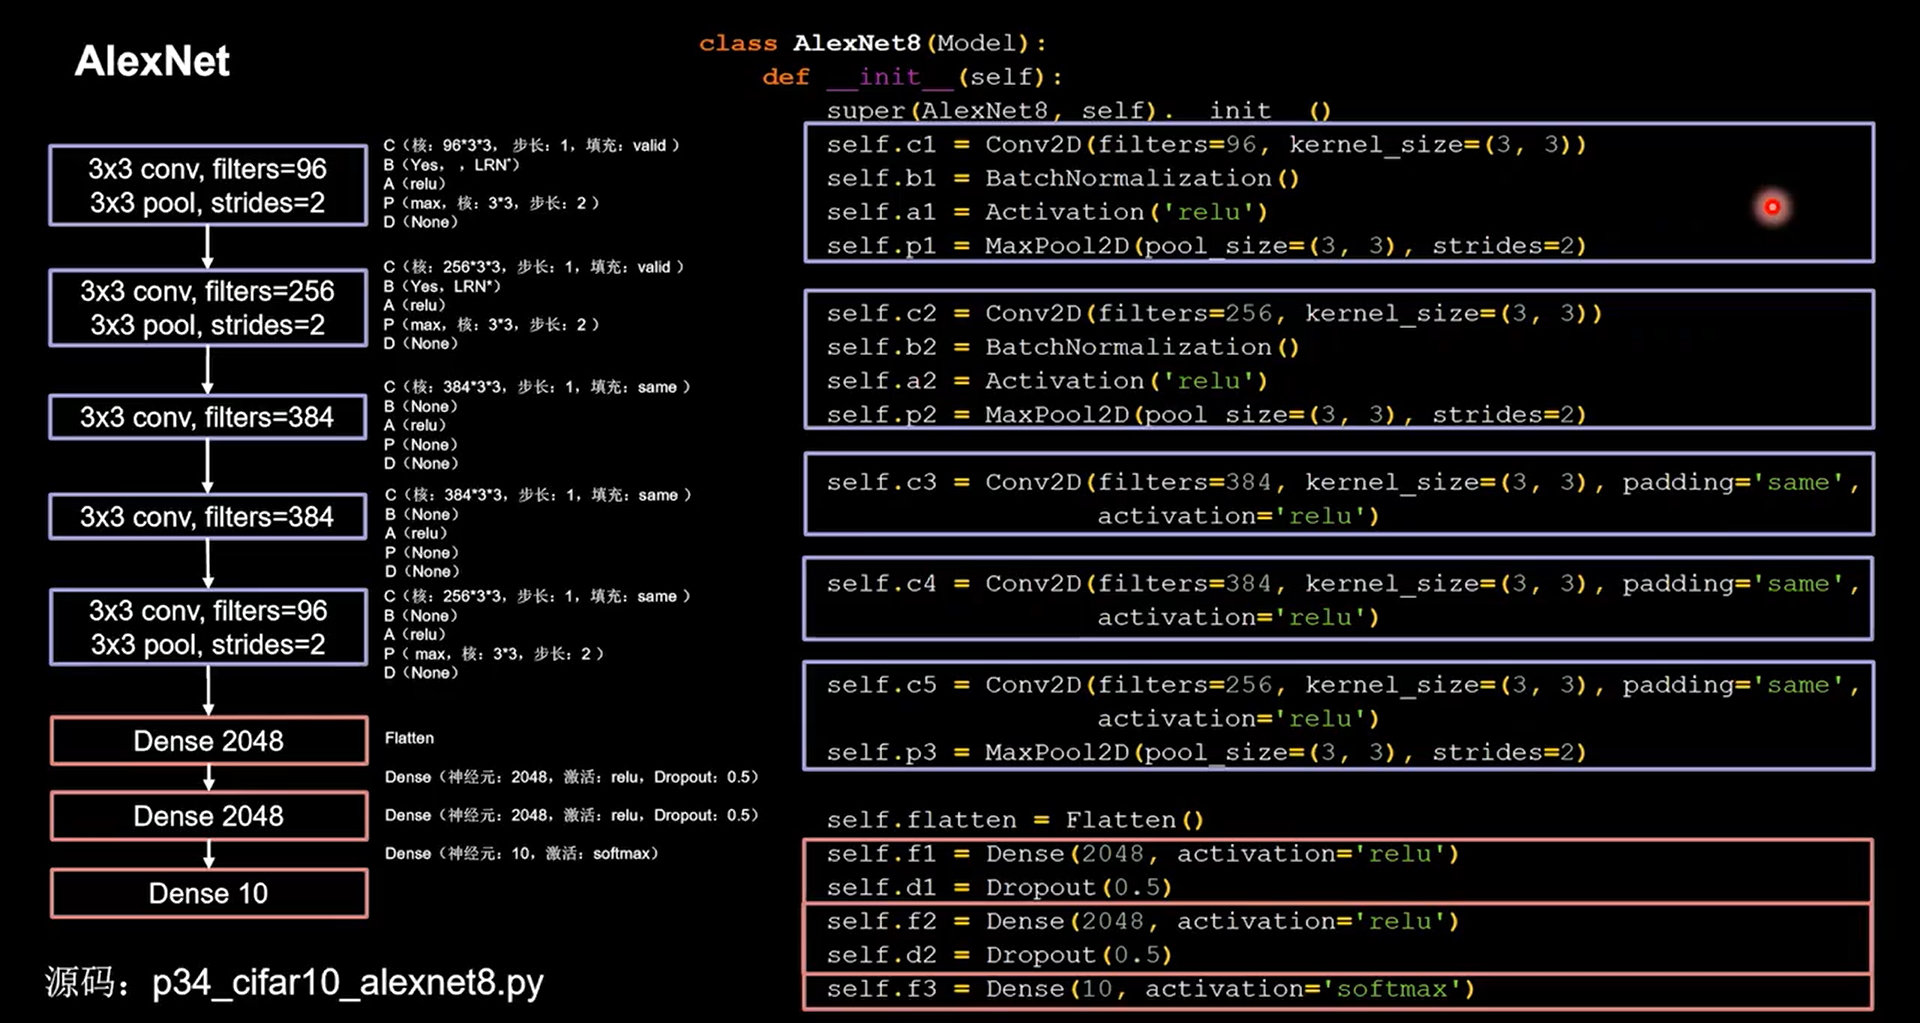 AlexNet
3x3 conv, filters=96
3x3 pool, strides=2
C（核：96*3*3，步长：1，填充：valid ）
B（Yes，，LRN*）
A（relu）
P（max，核：3*3，步长：2 ）
D（None）
3x3 conv, filters=256
3x3 pool, strides=2
C（核：256*3*3，步长：1，填充：valid ）
B（Yes，LRN*）
A（relu）
P（max，核：3*3，步长：2 ）
D（None）
3x3 conv, filters=384
C（核：384*3*3，步长：1，填充：same ）
B（None）
A（relu）
P（None）
D（None）
3x3 conv, filters=384
C（核：384*3*3，步长：1，填充：same ）
B（None）
A（relu）
P（None）
D（None）
3x3 conv, filters=96
3x3 pool, strides=2
C（核：256*3*3，步长：1，填充：same ）
B（None）
A（relu）
P（ max，核：3*3，步长：2 ）
D（None）
Dense 2048
Flatten
Dense（神经元：2048，激活：relu，Dropout：0.5）
Dense 2048
Dense（神经元：2048，激活：relu，Dropout：0.5）
Dense（神经元：10，激活：softmax）
Dense 10
源码：p34_cifar10_alexnet8.py
class AlexNet8(Model):
def __init__(self):
super(AlexNet8, self).__init__()
self.c1 = Conv2D(filters=96, kernel_size=(3, 3))
self.b1 = BatchNormalization()
self.a1 = Activation('relu')
self.p1 = MaxPool2D(pool_size=(3, 3), strides=2)
self.c2 = Conv2D(filters=256, kernel_size=(3, 3))
self.b2 = BatchNormalization()
self.a2 = Activation('relu')
self.p2 = MaxPool2D(pool_size=(3, 3), strides=2)
self.c3 = Conv2D(filters=384, kernel_size=(3, 3), padding='same',
activation='relu')
self.c4 = Conv2D(filters=384, kernel_size=(3, 3), padding='same',
activation='relu')
self.c5 = Conv2D(filters=256, kernel_size=(3, 3), padding='same',
activation='relu')
self.p3 = MaxPool2D(pool_size=(3, 3), strides=2)
self.flatten = Flatten()
self.f1 = Dense(2048, activation='relu')
self.d1 = Dropout(0.5)
self.f2 = Dense(2048, activation='relu')
self.d2 = Dropout(0.5)
self.f3 = Dense(10, activation='softmax')